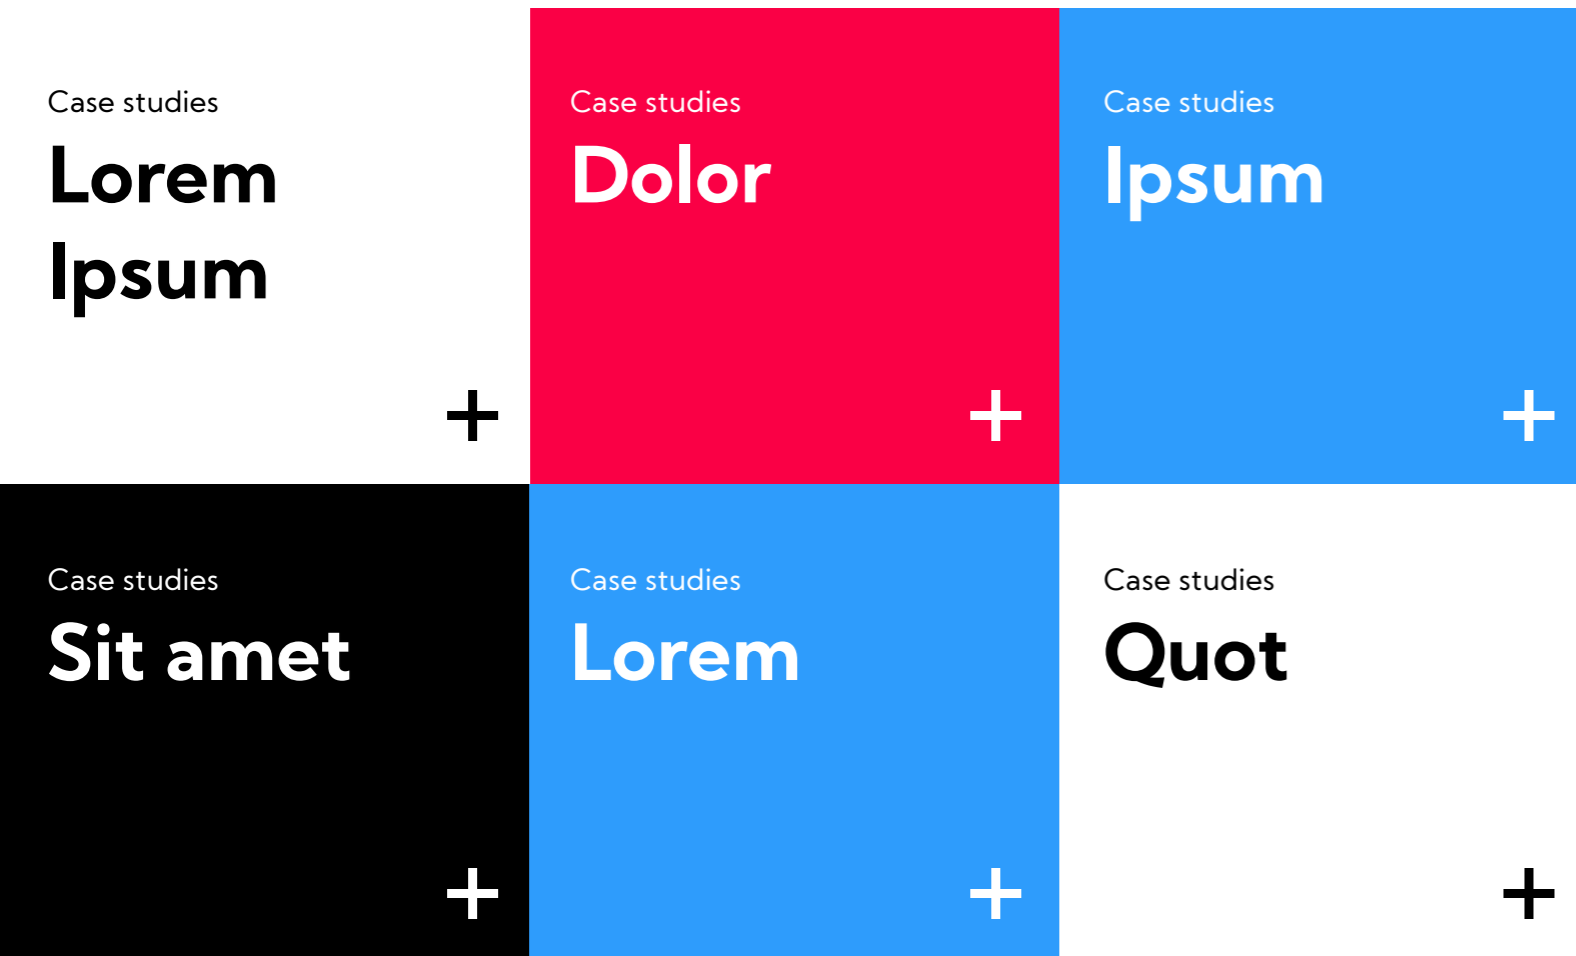 Case studies
Lorem
Ipsum
+
Case studies
Dolor
+
Case studies
Ipsum
+
Case studies
Sit amet
+
Case studies
Lorem
+
Case studies
Quot
+